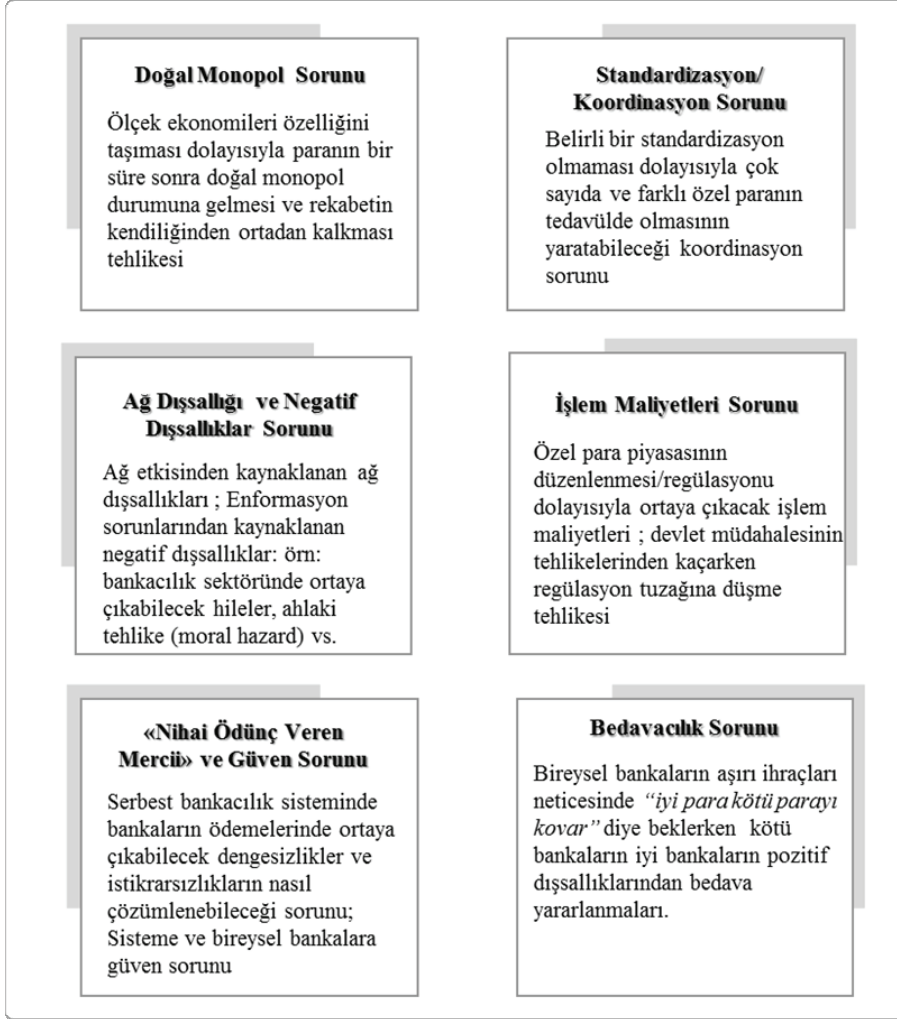 Doğal Monopol Sorunu
Ölçek ekonomileri özelliğini
taşıması dolayısıyla paranın bir
süre sonra doğal monopol
durumuna gelmesi ve rekabetin
kendiliğinden ortadan kalkması
tehlikesi
Standardizasyon/
Koordinasyon Sorunu
Belirli bir standardizasyon
olmaması dolayısıyla çok
sayıda ve farklı özel paranın
tedavülde olmasının
yaratabileceği koordinasyon
sorunu
Ağ Dışsallığı ve Negatif
Dışsallıklar Sorunu
Ağ etkisinden kaynaklanan ağ
dışsallıkları ; Enformasyon
sorunlarından kaynaklanan
negatif dışsallıklar: örn:
bankacılık sektöründe ortaya
çıkabilecek hileler, ahlaki
tehlike (moral hazard) vs.
İşlem Maliyetleri Sorunu
Özel para piyasasının
düzenlenmesi/regülasyonu
dolayısıyla ortaya çıkacak işlem
maliyetleri ; devlet müdahalesinin
tehlikelerinden kaçarken
regülasyon tuzağına düşme
tehlikesi
«Nihai Ödünç Veren
Mercii» ve Güven Sorunu
Serbest bankacılık sisteminde
bankaların ödemelerinde ortaya
çıkabilecek dengesizlikler ve
istikrarsızlıkların nasıl
çözümlenebileceği sorunu;
Sisteme ve bireysel bankalara
güven sorunu
Bedavacılık Sorunu
Bireysel bankaların aşırı ihraçları
neticesinde “iyi para kötü parayı
kovar” diye beklerken kötü
bankaların iyi bankaların pozitif
dışsallıklarından bedava
yararlanmaları.